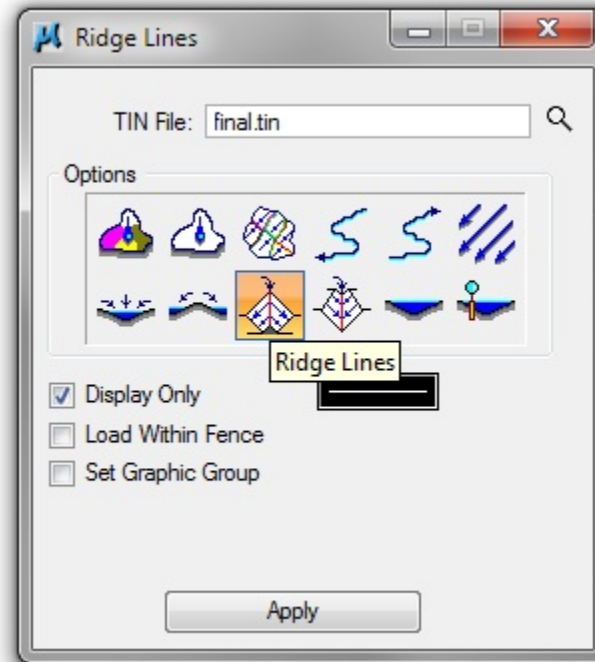 Ridge Lines
TIN File: final.tin
Options
Ridge Lines
Display Only
Load Within Fence
Set Graphic Group
Apply